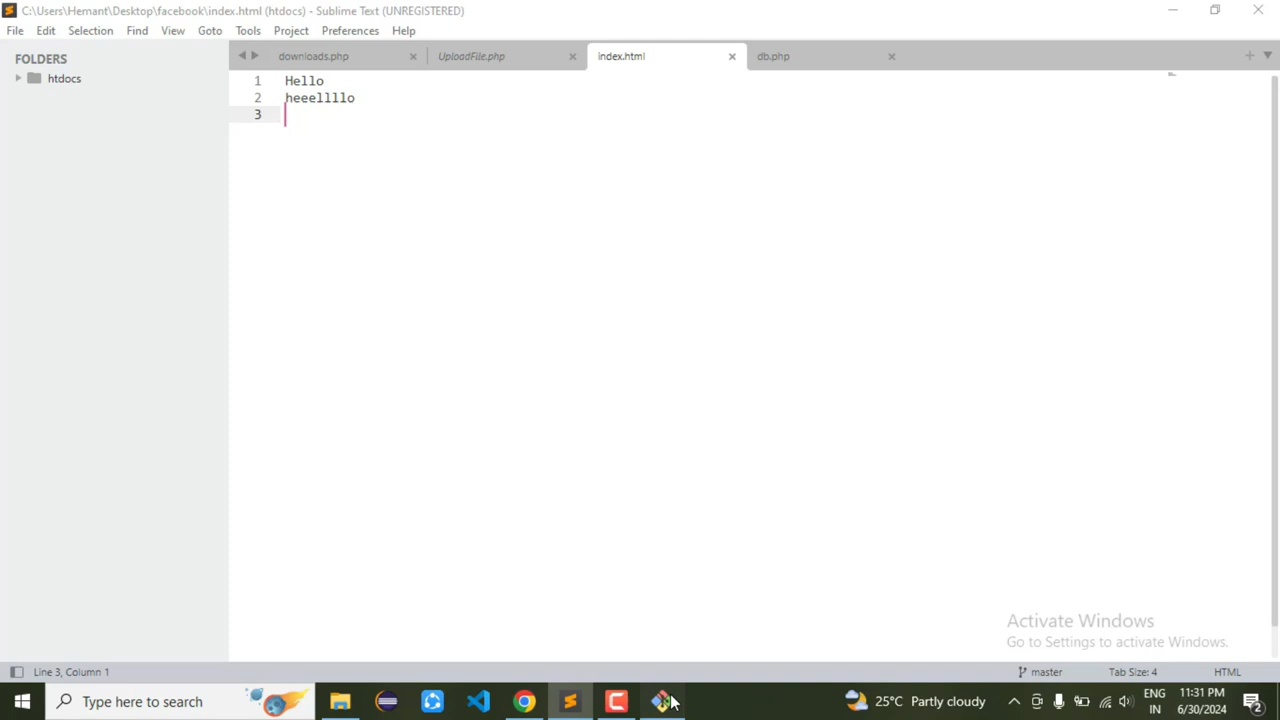 C:\Users\Hemant\Desktop\facebook\index.html (htdocs) - Sublime Text (UNREGISTERED)
File Edit Selection Find View Goto Tools Project Preferences Help
FOLDERS
htdocs
downloads.php UploadFile.php index.html db.php
1 Hello
2 heeellllo
3
Activate Windows
Go to Settings to activate Windows.
Line 3, Column 1 master Tab Size: 4 HTML
Type here to search 25°C Partly cloudy ENG IN 11:31 PM 6/30/2024 2